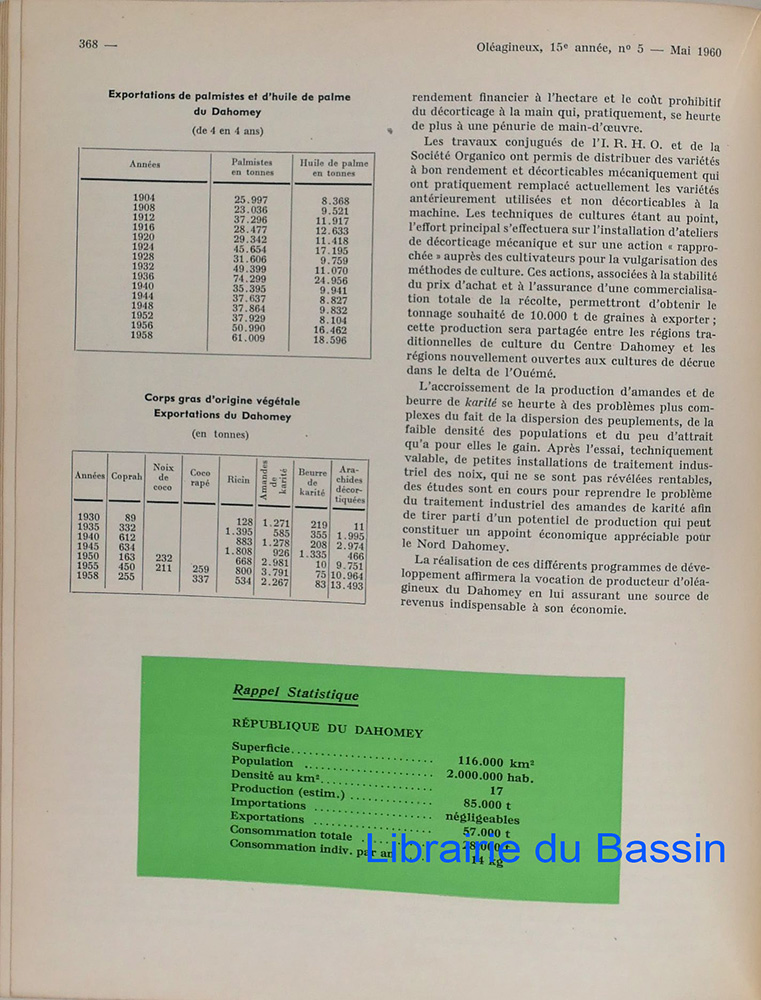 368 —
Oléagineux, 15e année, no 5 — Mai 1960
Exportations de palmistes et d'huile de palme
du Dahomey
(de 4 en 4 ans)
Années Palmistes en tonnes Huile de palme en tonnes
1904 25.997 8.368
1908 23.036 9.521
1912 37.296 11.917
1916 28.477 12.633
1920 29.342 11.418
1924 45.654 17.195
1928 31.606 9.759
1932 49.399 11.070
1936 74.299 24.956
1940 35.395 9.941
1944 37.637 8.827
1948 37.864 9.832
1952 37.929 8.104
1956 50.990 16.462
1958 61.009 18.596
Corps gras d'origine végétale
Exportations du Dahomey
(en tonnes)
Années Coprah Noix de coco Coco rapé Ricin Amandes de karité Beurre de karité Ara-chides décor-tiquées
1930 89 128 1.271 219 11
1935 332 1.395 585 355 1.995
1940 612 883 1.278 208 2.974
1945 634 1.808 926 1.335 466
1950 163 232 668 2.981 10 9.751
1955 450 211 259 800 3.791 75 10.964
1958 255 337 534 2.267 83 13.493
rendement financier à l'hectare et le coût prohibitif
du décorticage à la main qui, pratiquement, se heurte
de plus à une pénurie de main-d'œuvre.
Les travaux conjugués de l'I. R. H. O. et de la
Société Organico ont permis de distribuer des variétés
à bon rendement et décorticables mécaniquement qui
ont pratiquement remplacé actuellement les variétés
antérieurement utilisées et non décorticables à la
machine. Les techniques de cultures étant au point,
l'effort principal s'effectuera sur l'installation d'ateliers
de décorticage mécanique et sur une action « rappro-
chée » auprès des cultivateurs pour la vulgarisation des
méthodes de culture. Ces actions, associées à la stabilité
du prix d'achat et à l'assurance d'une commercialisa-
tion totale de la récolte, permettront d'obtenir le
tonnage souhaité de 10.000 t de graines à exporter ;
cette production sera partagée entre les régions tra-
ditionnelles de culture du Centre Dahomey et les
régions nouvellement ouvertes aux cultures de décrue
dans le delta de l'Ouémé.
L'accroissement de la production d'amandes et de
beurre de karité se heurte à des problèmes plus com-
plexes du fait de la dispersion des peuplements, de la
faible densité des populations et du peu d'attrait
qu'a pour elles le gain. Après l'essai, techniquement
valable, de petites installations de traitement indus-
triel des noix, qui ne se sont pas révélées rentables,
des études sont en cours pour reprendre le problème
du traitement industriel des amandes de karité afin
de tirer parti d'un potentiel de production qui peut
constituer un appoint économique appréciable pour
le Nord Dahomey.
La réalisation de ces différents programmes de déve-
loppement affirmera la vocation de producteur d'oléa-
gineux du Dahomey en lui assurant une source de
revenus indispensable à son économie.
Rappel Statistique
RÉPUBLIQUE DU DAHOMEY
Superficie 116.000 km²
Population 2.000.000 hab.
Densité au km² 17
Production (estim.) 85.000 t
Importations négligeables
Exportations 57.000 t
Consommation totale 28.000 t
Consommation indiv. par an 14 kg
Librairie du Bassin